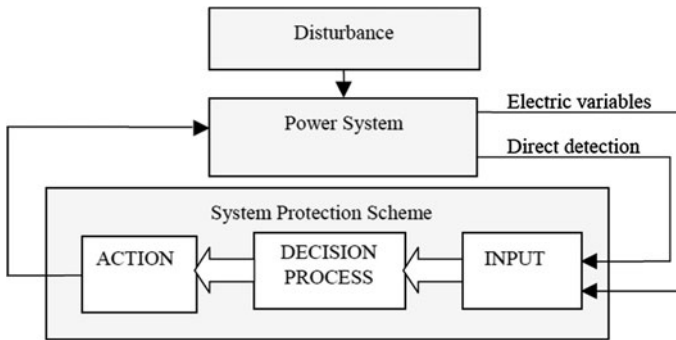 Disturbance
Power System
Electric variables
Direct detection
System Protection Scheme
ACTION
DECISION
PROCESS
INPUT